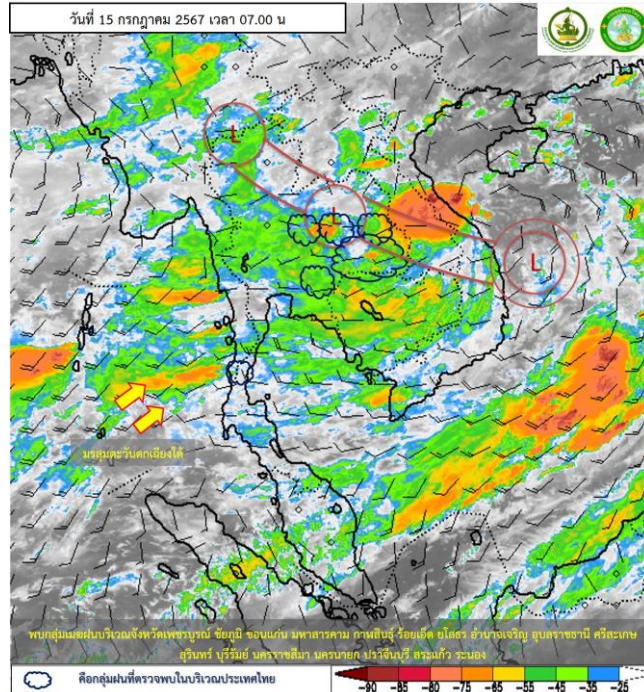 วันที่ 15 กรกฎาคม 2567 เวลา 07.00 น
L
L
L
มรสุมตะวันตกเฉียงใต้
พบกลุ่มเมฆฝนบริเวณจังหวัดเพชรบูรณ์ ชัยภูมิ ขอนแก่น มหาสารคาม กาฬสินธุ์ ร้อยเอ็ด ยโสธร อำนาจเจริญ อุบลราชธานี ศรีสะเกษ
สุรินทร์ บุรีรัมย์ นครราชสีมา นครนายก ปราจีนบุรี สระแก้ว ระนอง
คือกลุ่มฝนที่ตรวจพบในบริเวณประเทศไทย
-90 -85 -80 -75 -65 -55 -45 -35 -25